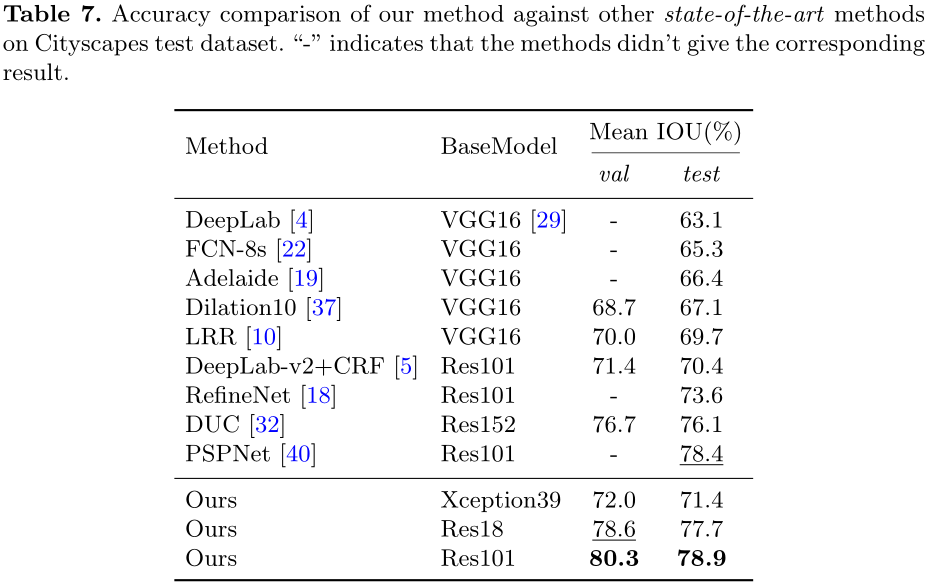 Table 7. Accuracy comparison of our method against other state-of-the-art methods
on Cityscapes test dataset. “-” indicates that the methods didn’t give the corresponding
result.
Method BaseModel Mean IOU(%)
val test
DeepLab [4] VGG16 [29] - 63.1
FCN-8s [22] VGG16 - 65.3
Adelaide [19] VGG16 - 66.4
Dilation10 [37] VGG16 68.7 67.1
LRR [10] VGG16 70.0 69.7
DeepLab-v2+CRF [5] Res101 71.4 70.4
RefineNet [18] Res101 - 73.6
DUC [32] Res152 76.7 76.1
PSPNet [40] Res101 - 78.4
Ours Xception39 72.0 71.4
Ours Res18 78.6 77.7
Ours Res101 80.3 78.9